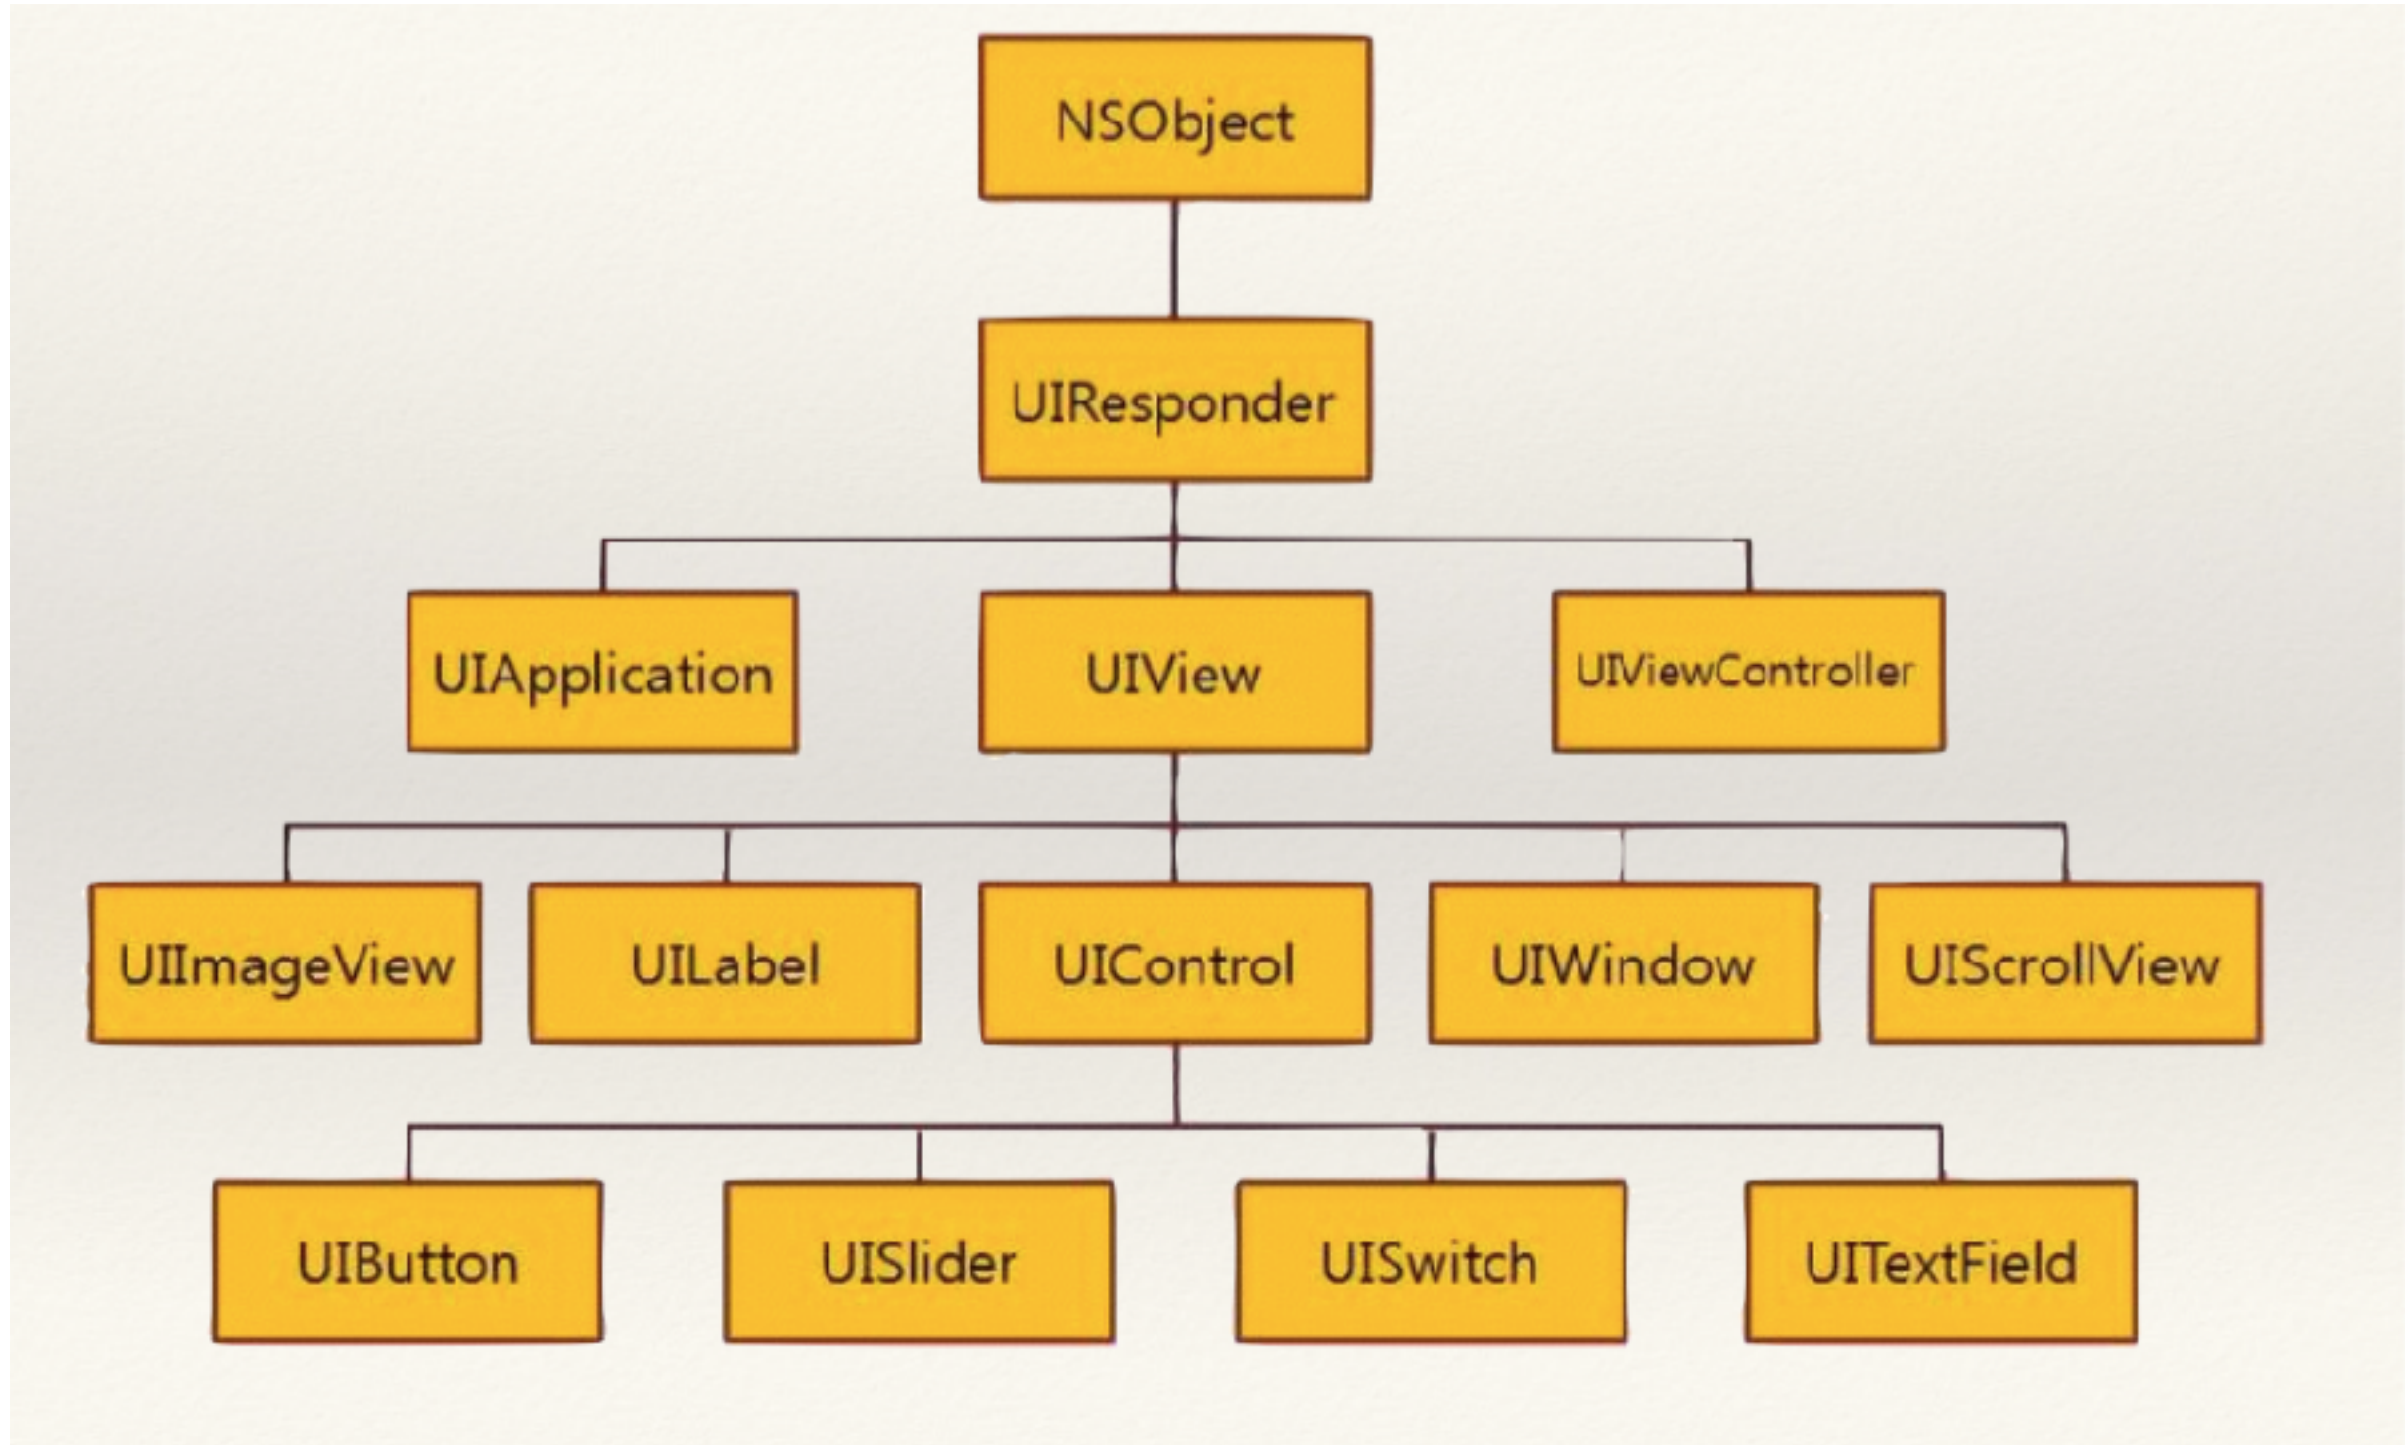 NSObject
UIResponder
UIApplication
UIView
UIViewController
UIImageView
UILabel
UIControl
UIWindow
UIScrollView
UIButton
UISlider
UISwitch
UITextField